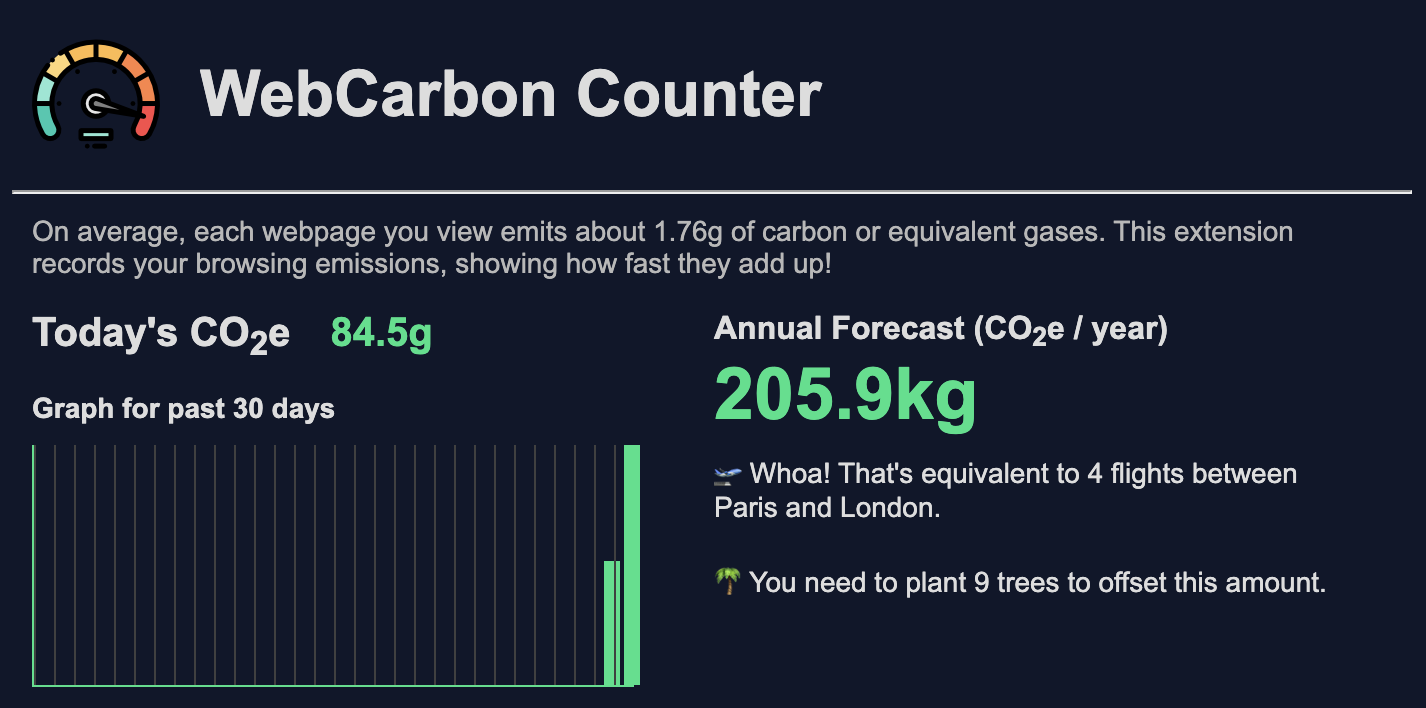 WebCarbon Counter
On average, each webpage you view emits about 1.76g of carbon or equivalent gases. This extension
records your browsing emissions, showing how fast they add up!
Today's CO₂e 84.5g
Graph for past 30 days
Annual Forecast (CO₂e / year)
205.9kg
🛫 Whoa! That's equivalent to 4 flights between
Paris and London.
🌴 You need to plant 9 trees to offset this amount.